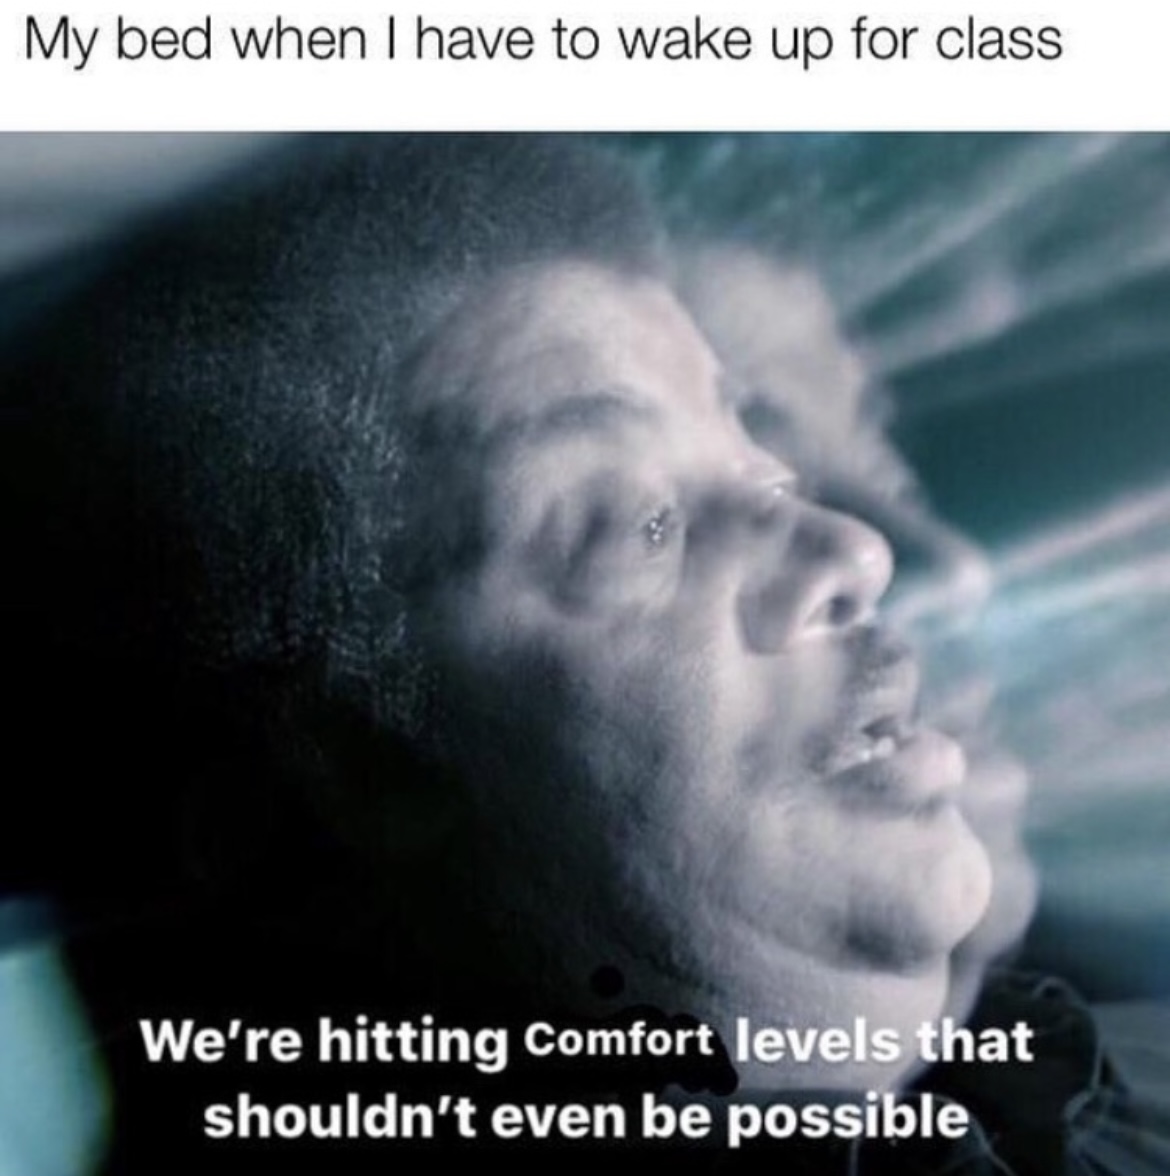 My bed when I have to wake up for class
We're hitting Comfort levels that
shouldn't even be possible